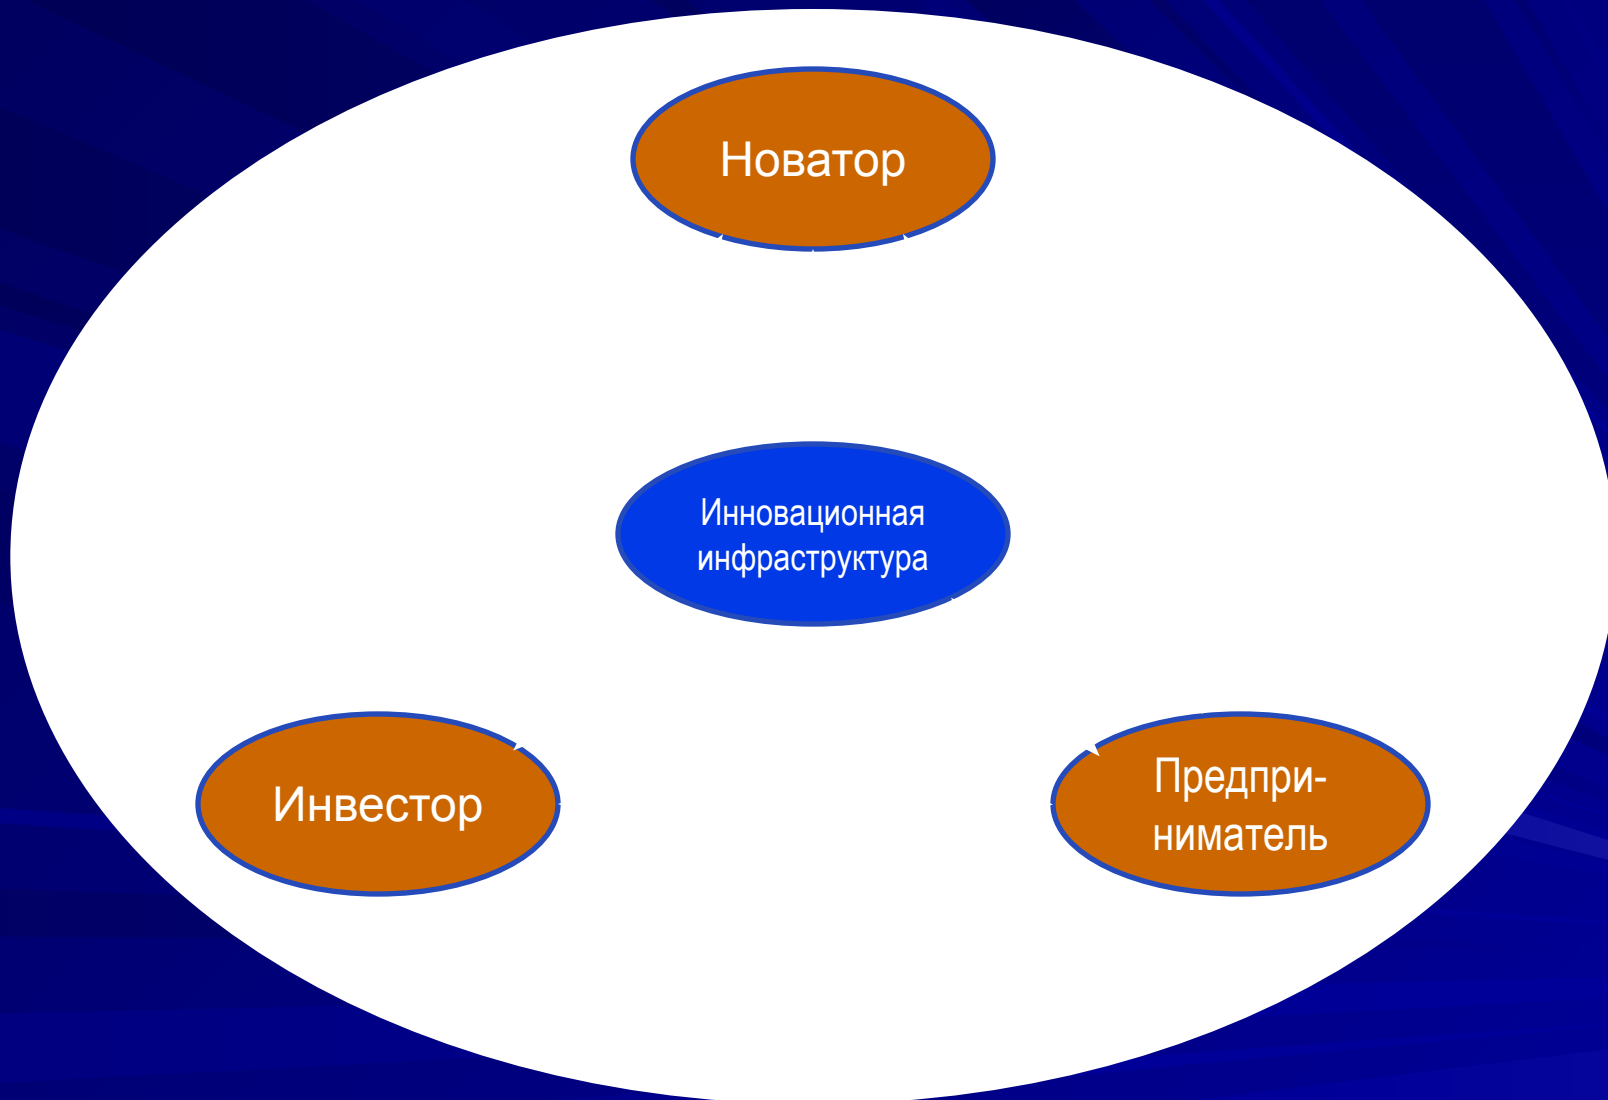 Новатор
Инновационная
инфраструктура
Инвестор
Предпри-
ниматель